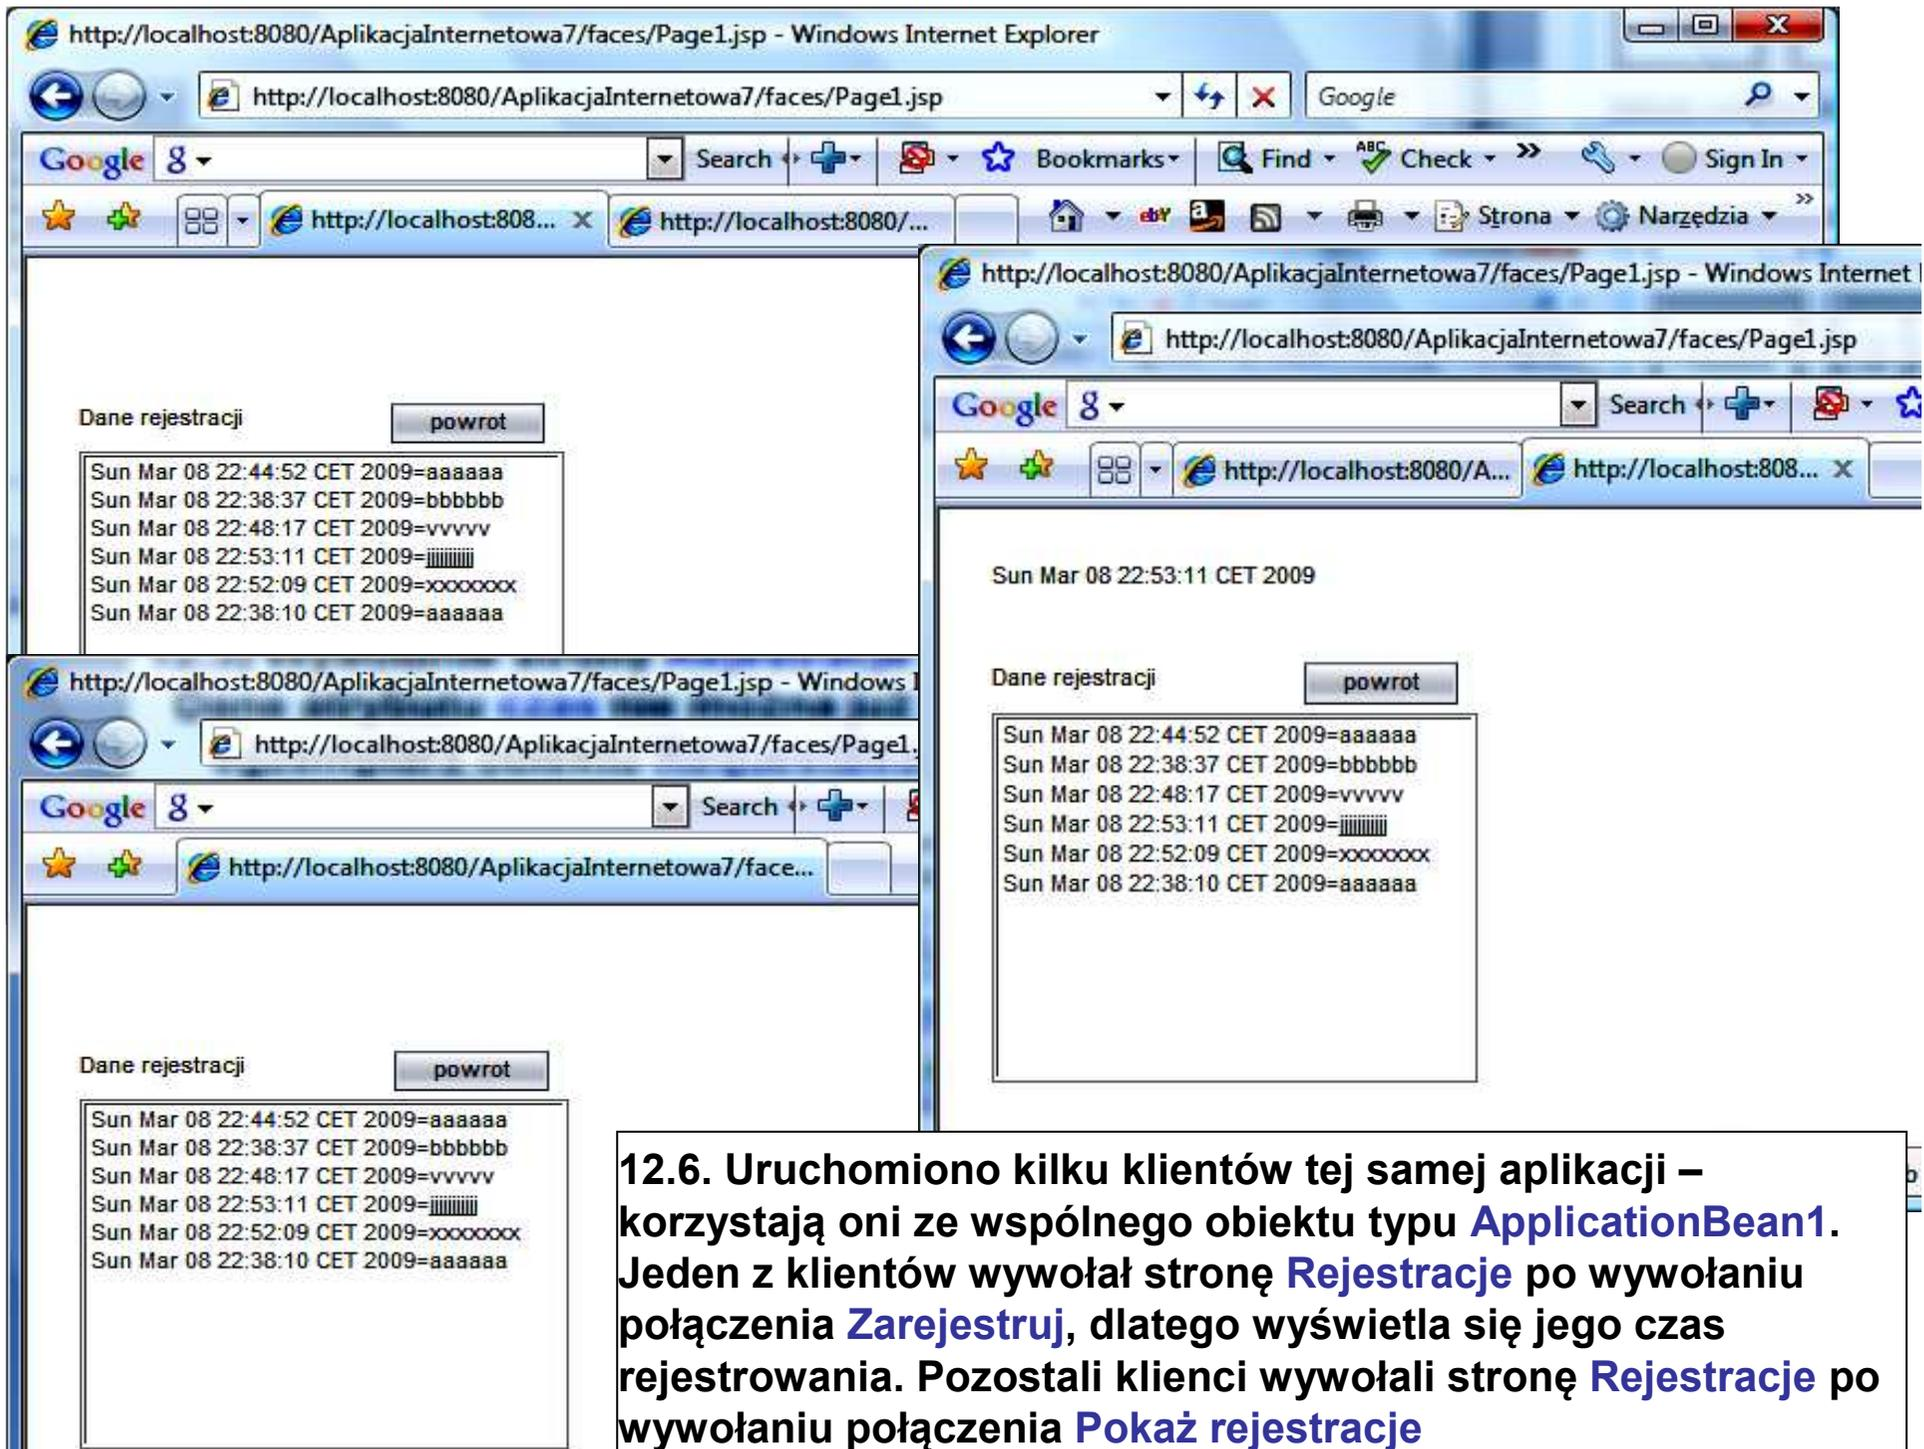 http://localhost:8080/AplikacjaInternetowa7/faces/Page1.jsp - Windows Internet Explorer
http://localhost:8080/AplikacjaInternetowa7/faces/Page1.jsp
Google
Google
Search
Bookmarks
Find
ABC Check
Sign In
http://localhost:808...
http://localhost:8080/...
ebY
Strona
Narzędzia
Dane rejestracji
powrot
Sun Mar 08 22:44:52 CET 2009=aaaaaa
Sun Mar 08 22:38:37 CET 2009=bbbbbb
Sun Mar 08 22:48:17 CET 2009=vvvvv
Sun Mar 08 22:53:11 CET 2009=
Sun Mar 08 22:52:09 CET 2009=xxxxxxx
Sun Mar 08 22:38:10 CET 2009=aaaaaa
http://localhost:8080/AplikacjaInternetowa7/faces/Page1.jsp - Windows Internet
http://localhost:8080/AplikacjaInternetowa7/faces/Page1.jsp
Google
Search
http://localhost:8080/A...
http://localhost:808...
Sun Mar 08 22:53:11 CET 2009
Dane rejestracji
powrot
Sun Mar 08 22:44:52 CET 2009=aaaaaa
Sun Mar 08 22:38:37 CET 2009=bbbbbb
Sun Mar 08 22:48:17 CET 2009=vvvvv
Sun Mar 08 22:53:11 CET 2009=
Sun Mar 08 22:52:09 CET 2009=xxxxxxx
Sun Mar 08 22:38:10 CET 2009=aaaaaa
http://localhost:8080/AplikacjaInternetowa7/faces/Page1.jsp - Windows
http://localhost:8080/AplikacjaInternetowa7/faces/Page1.
Google
Search
http://localhost:8080/AplikacjaInternetowa7/face...
Dane rejestracji
powrot
Sun Mar 08 22:44:52 CET 2009=aaaaaa
Sun Mar 08 22:38:37 CET 2009=bbbbbb
Sun Mar 08 22:48:17 CET 2009=vvvvv
Sun Mar 08 22:53:11 CET 2009=
Sun Mar 08 22:52:09 CET 2009=xxxxxxx
Sun Mar 08 22:38:10 CET 2009=aaaaaa
12.6. Uruchomiono kilku klientów tej samej aplikacji –
korzystają oni ze wspólnego obiektu typu ApplicationBean1.
Jeden z klientów wywołał stronę Rejestracje po wywołaniu
połączenia Zarejestruj, dlatego wyświetla się jego czas
rejestrowania. Pozostali klienci wywołali stronę Rejestracje po
wywołaniu połączenia Pokaż rejestracje